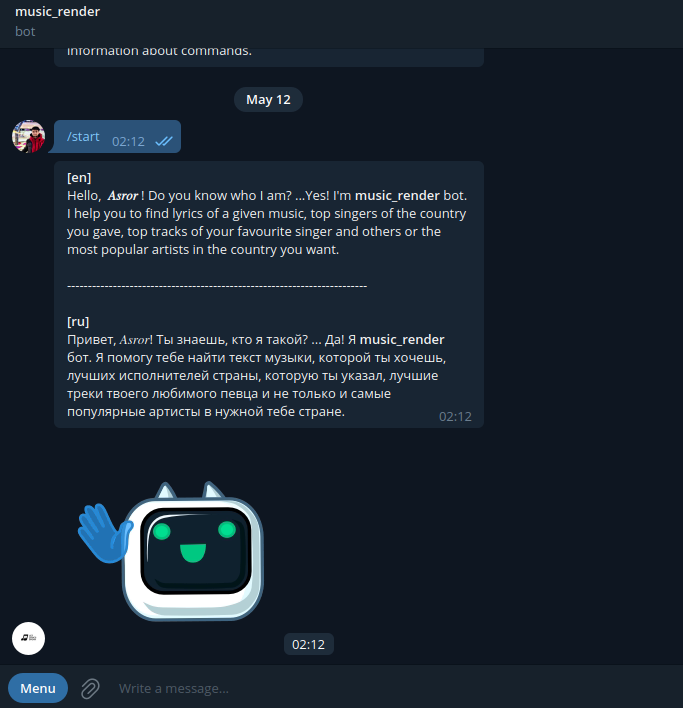 music_render
bot
information about commands.
May 12
/start 02:12
[en]
Hello, Asror ! Do you know who I am? ...Yes! I'm music_render bot.
I help you to find lyrics of a given music, top singers of the country
you gave, top tracks of your favourite singer and others or the
most popular artists in the country you want.
------------------------------------------------------------------------
[ru]
Привет, Asror! Ты знаешь, кто я такой? ... Да! Я music_render
бот. Я помогу тебе найти текст музыки, которой ты хочешь,
лучших исполнителей страны, которую ты указал, лучшие
треки твоего любимого певца и не только и самые
популярные артисты в нужной тебе стране.
02:12
02:12
Menu
Write a message...